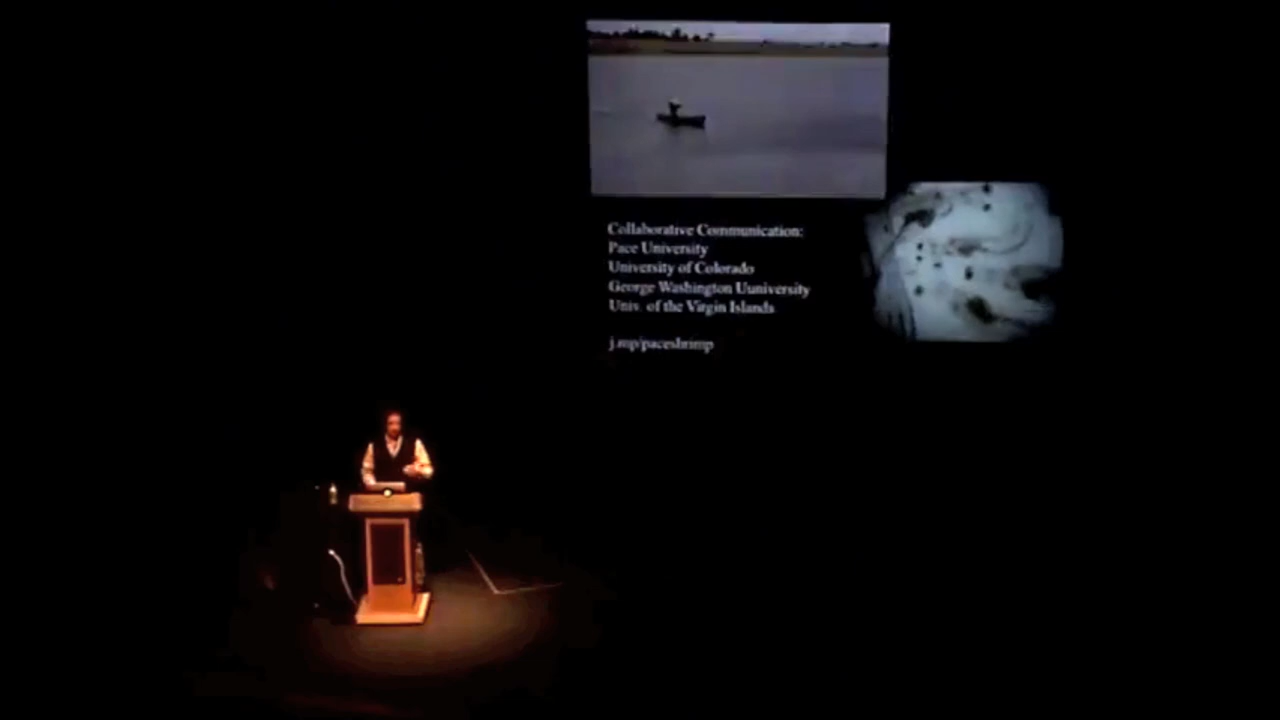 Collaborative Communication:
Pace University
University of Colorado
George Washington Uuniversity
Univ. of the Virgin Islands
j.mp/paceshrimp